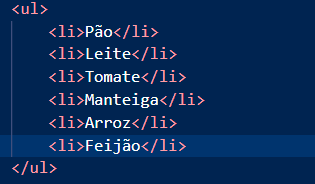 <ul>
    <li>Pão</li>
    <li>Leite</li>
    <li>Tomate</li>
    <li>Manteiga</li>
    <li>Arroz</li>
    <li>Feijão</li>
</ul>